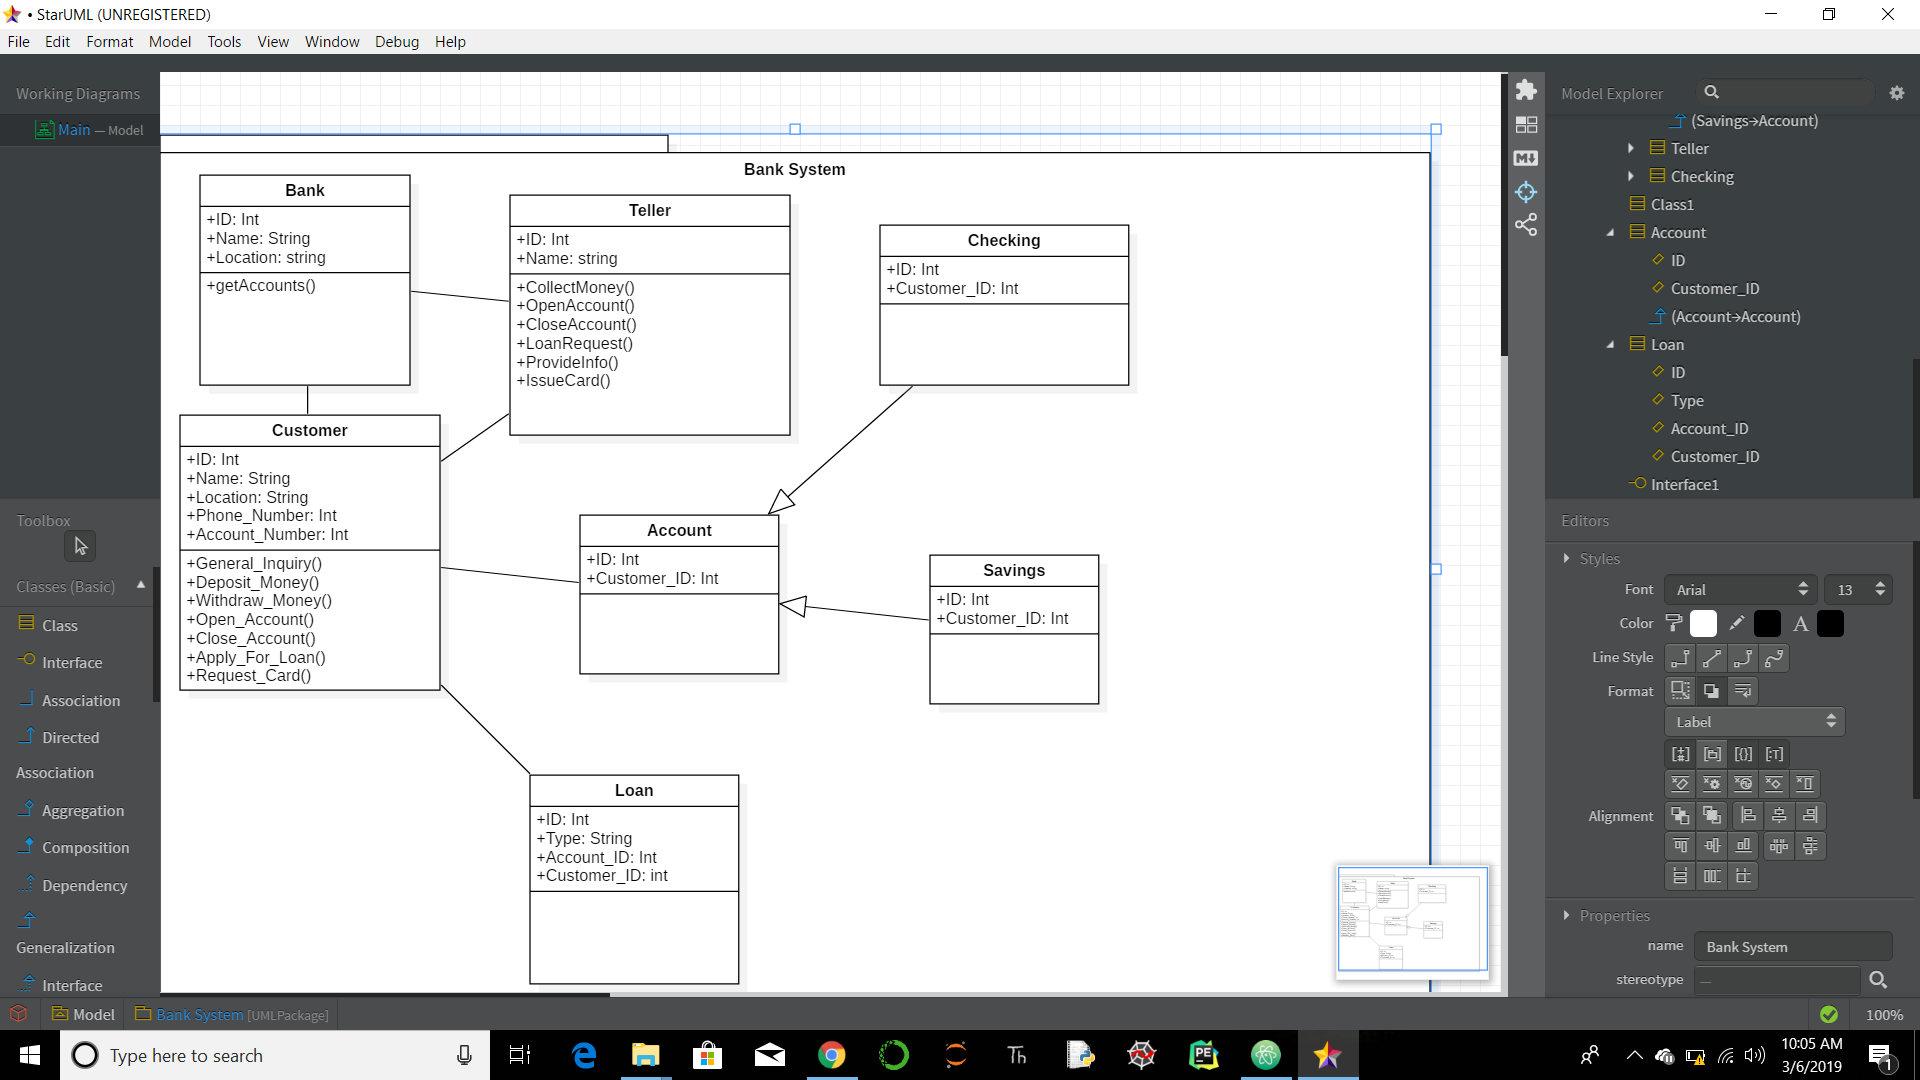 • StarUML (UNREGISTERED)
File Edit Format Model Tools View Window Debug Help
Working Diagrams
Main — Model
Toolbox
Classes (Basic)
Class
Interface
Association
Directed
Association
Aggregation
Composition
Dependency
Generalization
Interface
Bank System
Bank
+ID: Int
+Name: String
+Location: string
+getAccounts()
Teller
+ID: Int
+Name: string
+CollectMoney()
+OpenAccount()
+CloseAccount()
+LoanRequest()
+ProvideInfo()
+IssueCard()
Checking
+ID: Int
+Customer_ID: Int
Customer
+ID: Int
+Name: String
+Location: String
+Phone_Number: Int
+Account_Number: Int
+General_Inquiry()
+Deposit_Money()
+Withdraw_Money()
+Open_Account()
+Close_Account()
+Apply_For_Loan()
+Request_Card()
Account
+ID: Int
+Customer_ID: Int
Savings
+ID: Int
+Customer_ID: Int
Loan
+ID: Int
+Type: String
+Account_ID: Int
+Customer_ID: int
Model Explorer
(Savings→Account)
Teller
Checking
Class1
Account
ID
Customer_ID
(Account→Account)
Loan
ID
Type
Account_ID
Customer_ID
Interface1
Editors
Styles
Font Arial 13
Color A
Line Style
Format
Label
Alignment
Properties
name Bank System
stereotype —
Model Bank System [UMLPackage] 100%
Type here to search
Th
PE
10:05 AM
3/6/2019
1